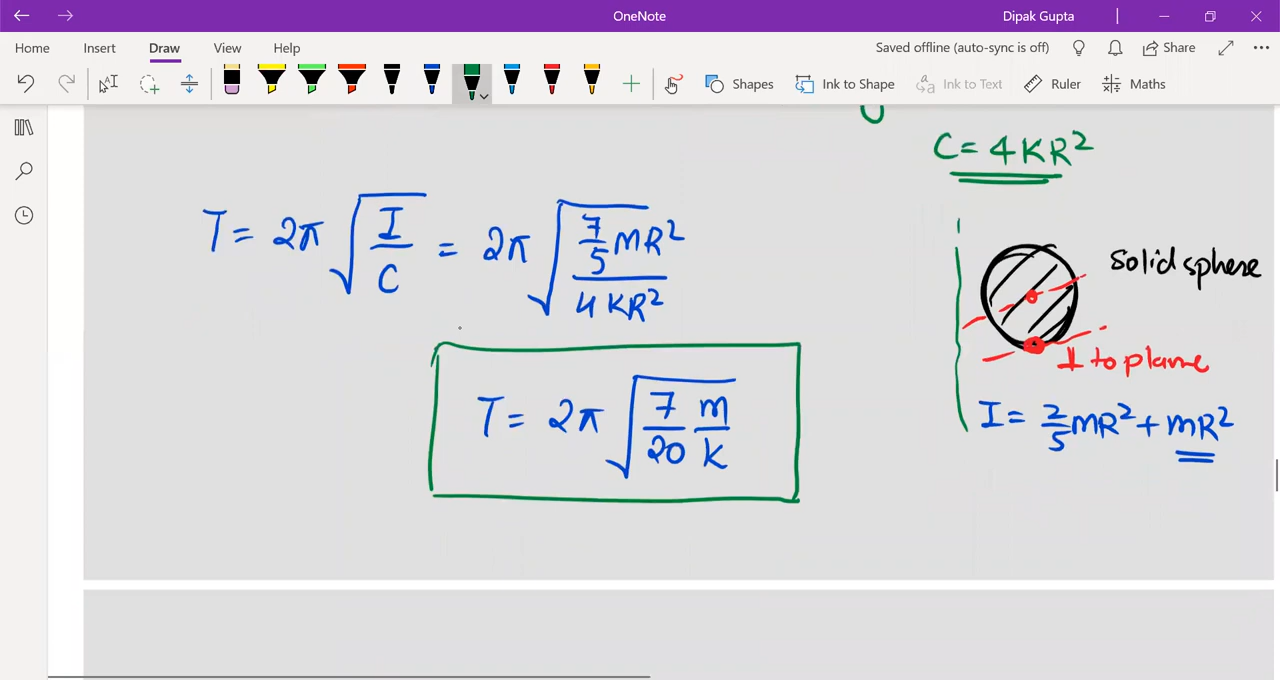 OneNote
Dipak Gupta
Home Insert Draw View Help
Saved offline (auto-sync is off)
Share
Shapes
Ink to Shape
Ink to Text
Ruler
Maths
C = 4KR²
T = 2π √(I/C) = 2π √((7/5 MR²)/(4KR²))
Solid sphere
⊥ to plane
I = 2/5 MR² + MR²
T = 2π √(7/20 m/k)